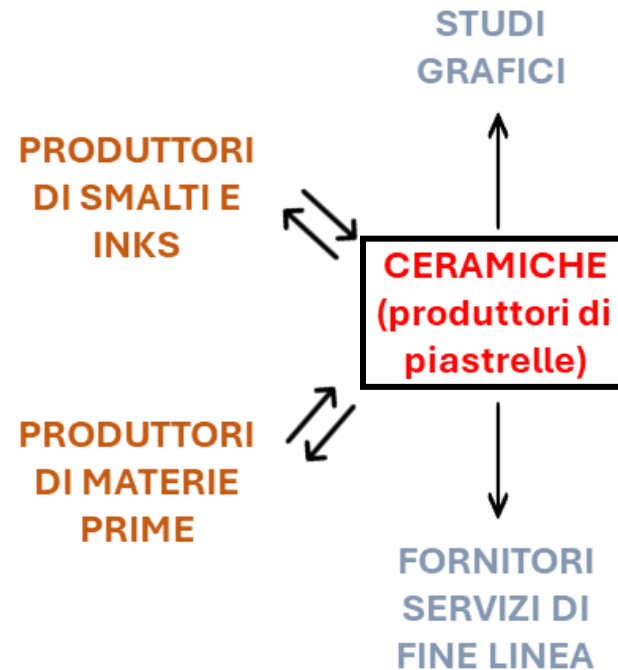 STUDI
GRAFICI
PRODUTTORI
DI SMALTI E
INKS
CERAMICHE
(produttori di
piastrelle)
PRODUTTORI
DI MATERIE
PRIME
FORNITORI
SERVIZI DI
FINE LINEA